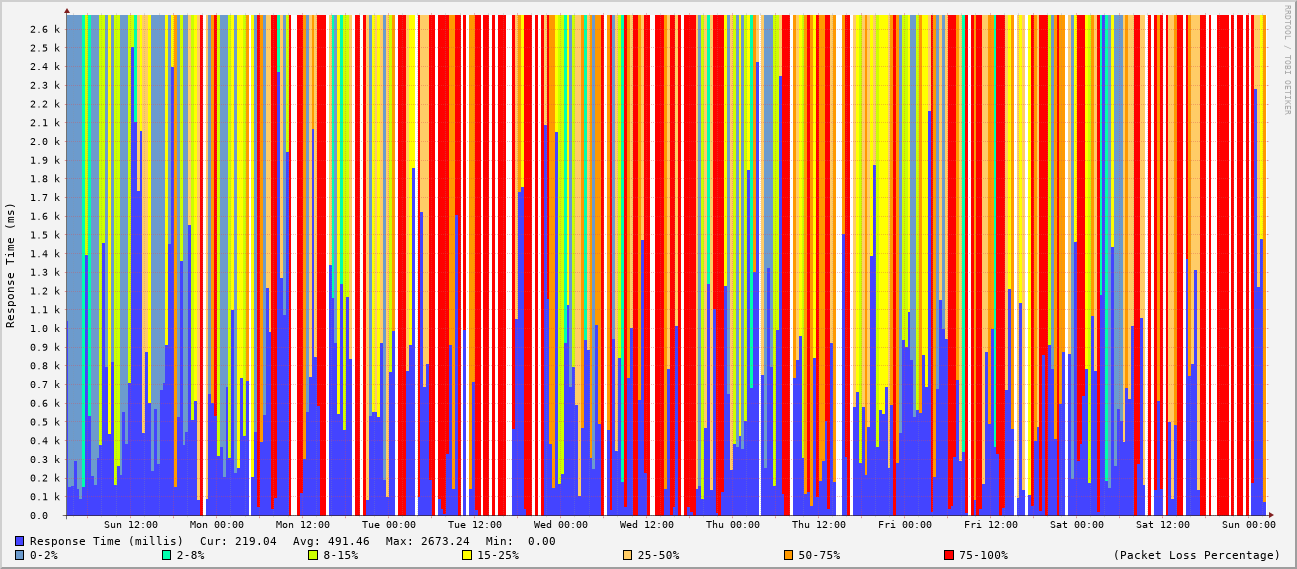 RRDTOOL / TOBI OETIKER
Response Time (ms)
2.6 k
2.5 k
2.4 k
2.3 k
2.2 k
2.1 k
2.0 k
1.9 k
1.8 k
1.7 k
1.6 k
1.5 k
1.4 k
1.3 k
1.2 k
1.1 k
1.0 k
0.9 k
0.8 k
0.7 k
0.6 k
0.5 k
0.4 k
0.3 k
0.2 k
0.1 k
0.0
Sun 12:00 Mon 00:00 Mon 12:00 Tue 00:00 Tue 12:00 Wed 00:00 Wed 12:00 Thu 00:00 Thu 12:00 Fri 00:00 Fri 12:00 Sat 00:00 Sat 12:00 Sun 00:00
Response Time (millis) Cur: 219.04 Avg: 491.46 Max: 2673.24 Min: 0.00
0-2% 2-8% 8-15% 15-25% 25-50% 50-75% 75-100% (Packet Loss Percentage)